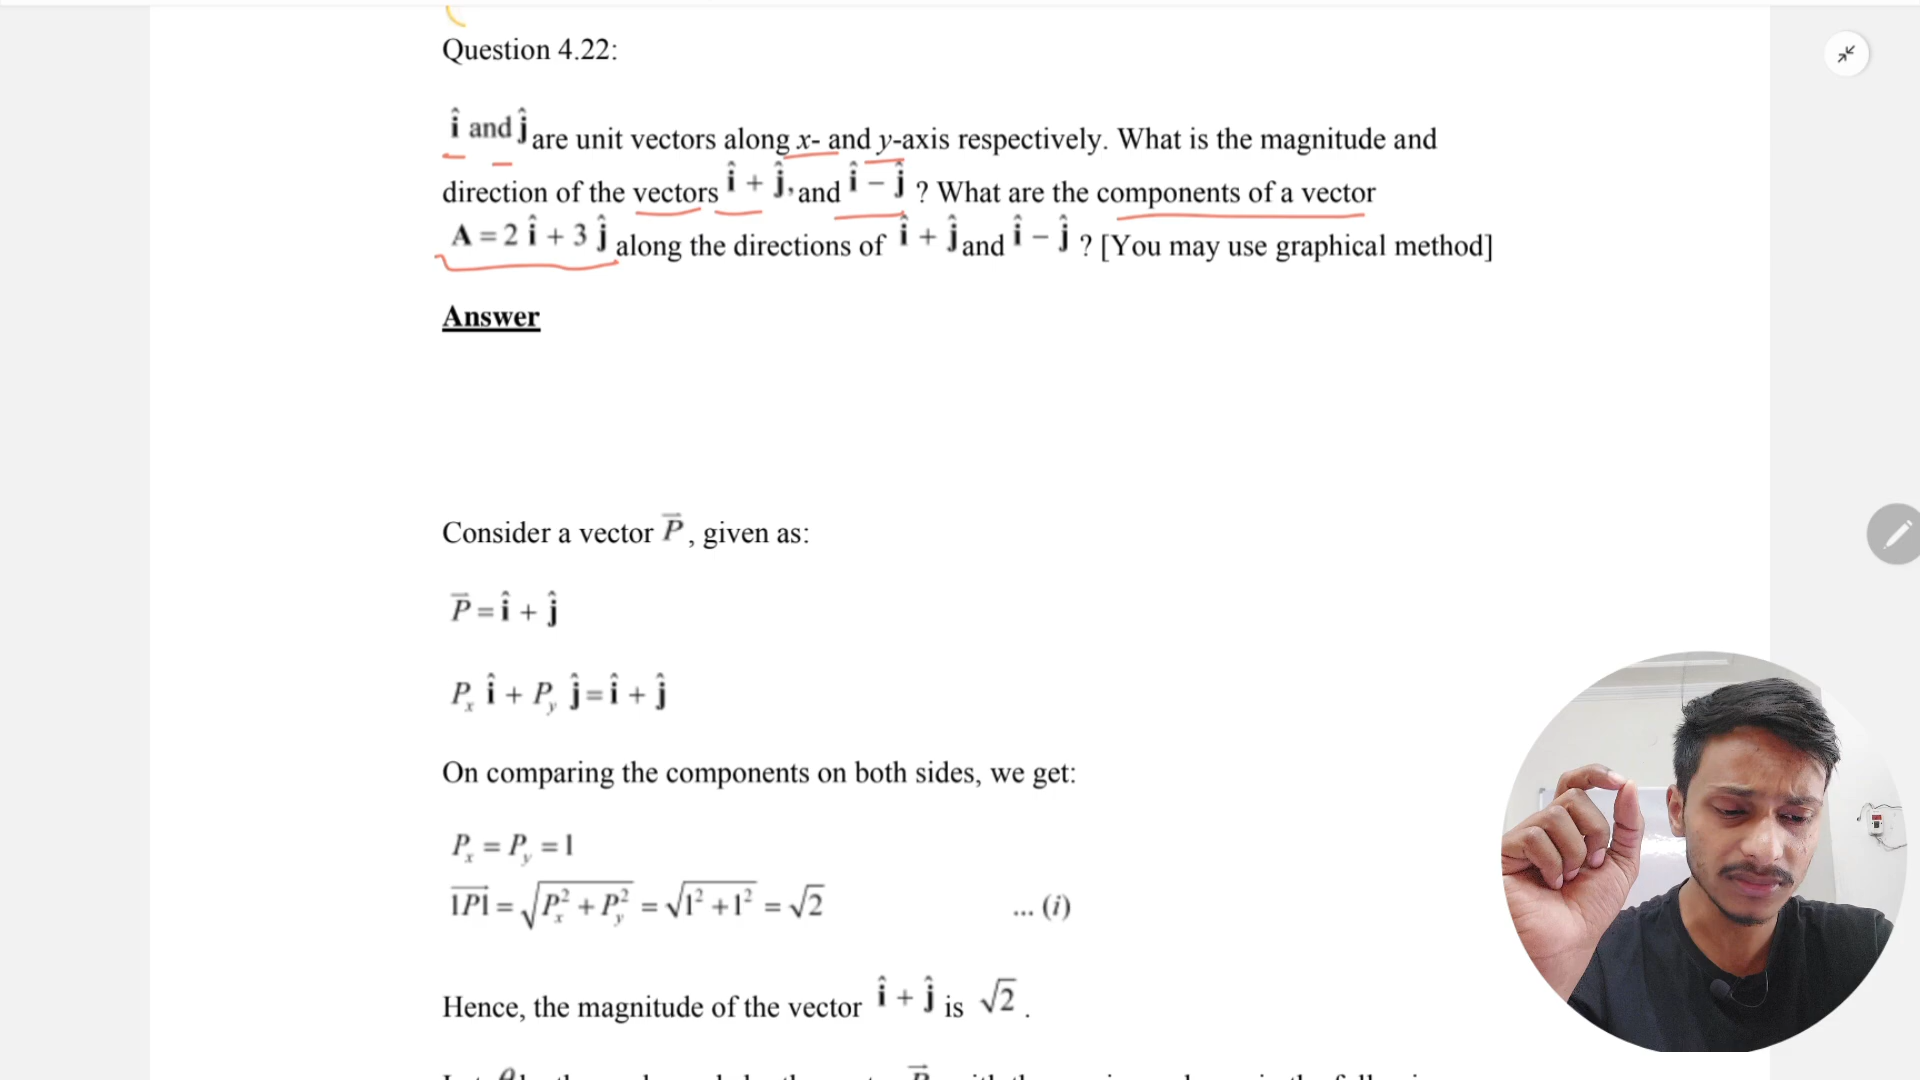 Question 4.22:
î and ĵ are unit vectors along x- and y-axis respectively. What is the magnitude and
direction of the vectors î + ĵ, and î − ĵ ? What are the components of a vector
A = 2 î + 3 ĵ along the directions of î + ĵ and î − ĵ ? [You may use graphical method]
Answer
Consider a vector P⃗ , given as:
P⃗ = î + ĵ
Pₓ î + Pᵧ ĵ = î + ĵ
On comparing the components on both sides, we get:
Pₓ = Pᵧ = 1
|P⃗| = √(Pₓ² + Pᵧ²) = √(1² + 1²) = √2 ... (i)
Hence, the magnitude of the vector î + ĵ is √2 .